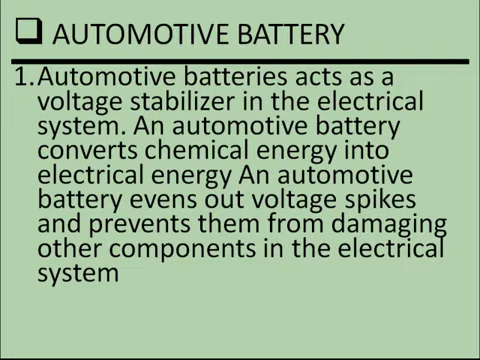 ❑ AUTOMOTIVE BATTERY
1. Automotive batteries acts as a
voltage stabilizer in the electrical
system. An automotive battery
converts chemical energy into
electrical energy An automotive
battery evens out voltage spikes
and prevents them from damaging
other components in the electrical
system